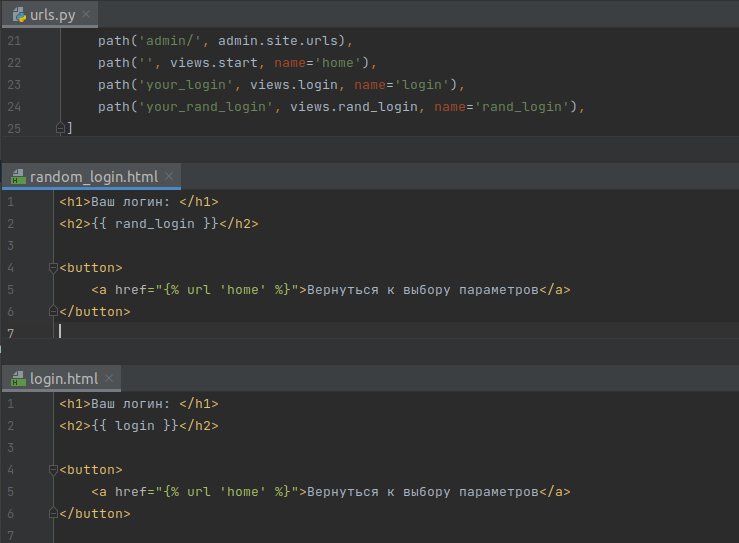 urls.py
21 path('admin/', admin.site.urls),
22 path('', views.start, name='home'),
23 path('your_login', views.login, name='login'),
24 path('your_rand_login', views.rand_login, name='rand_login'),
25 ]
random_login.html
1 <h1>Ваш логин: </h1>
2 <h2>{{ rand_login }}</h2>
3
4 <button>
5 <a href="{% url 'home' %}">Вернуться к выбору параметров</a>
6 </button>
7
login.html
1 <h1>Ваш логин: </h1>
2 <h2>{{ login }}</h2>
3
4 <button>
5 <a href="{% url 'home' %}">Вернуться к выбору параметров</a>
6 </button>
7